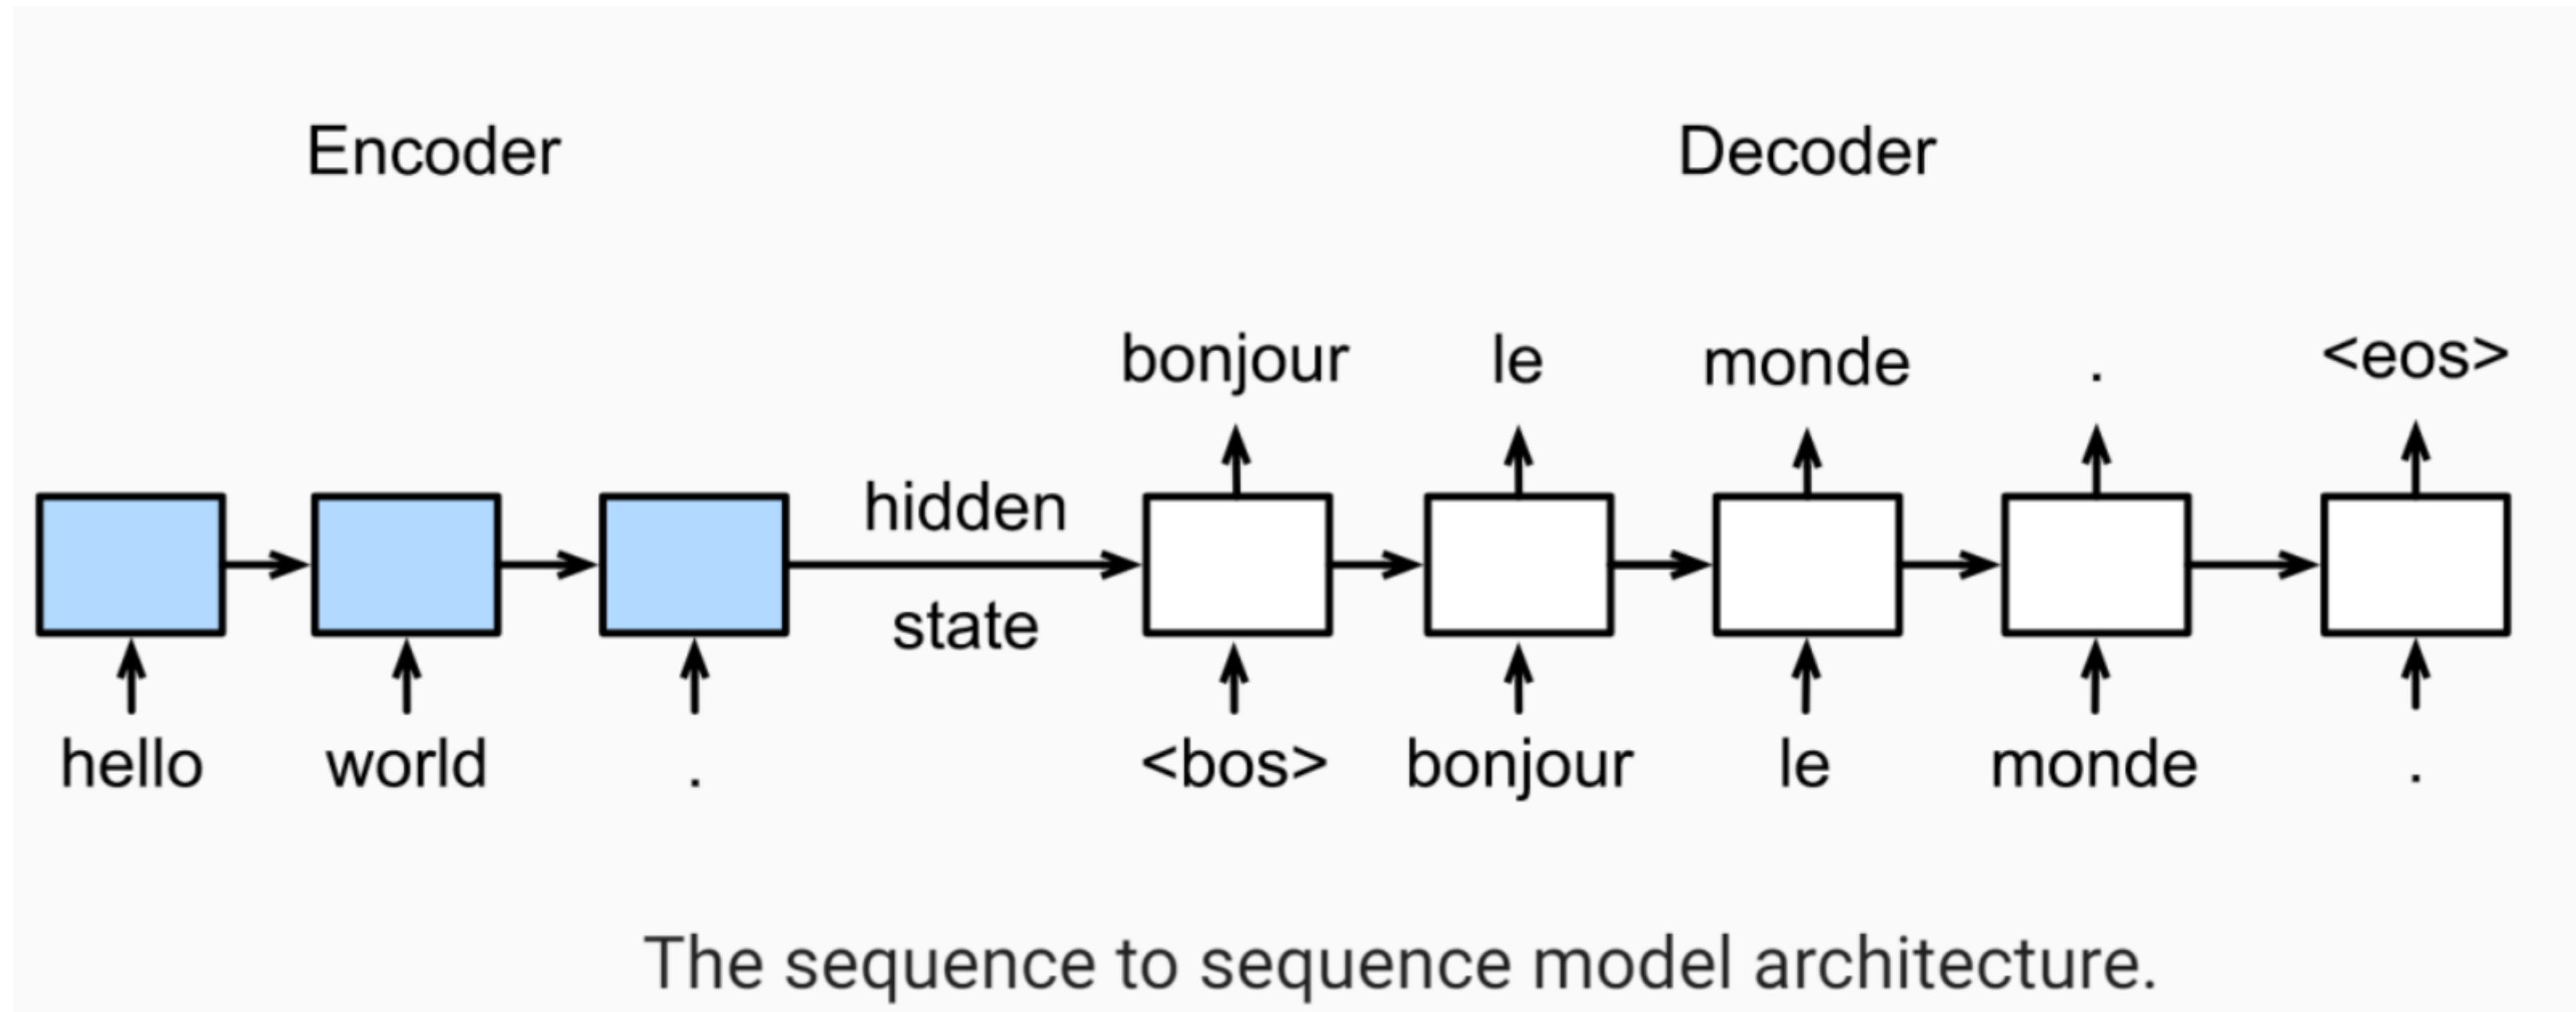 Encoder Decoder
bonjour le monde . <eos>
hidden
state
hello world . <bos> bonjour le monde .
The sequence to sequence model architecture.